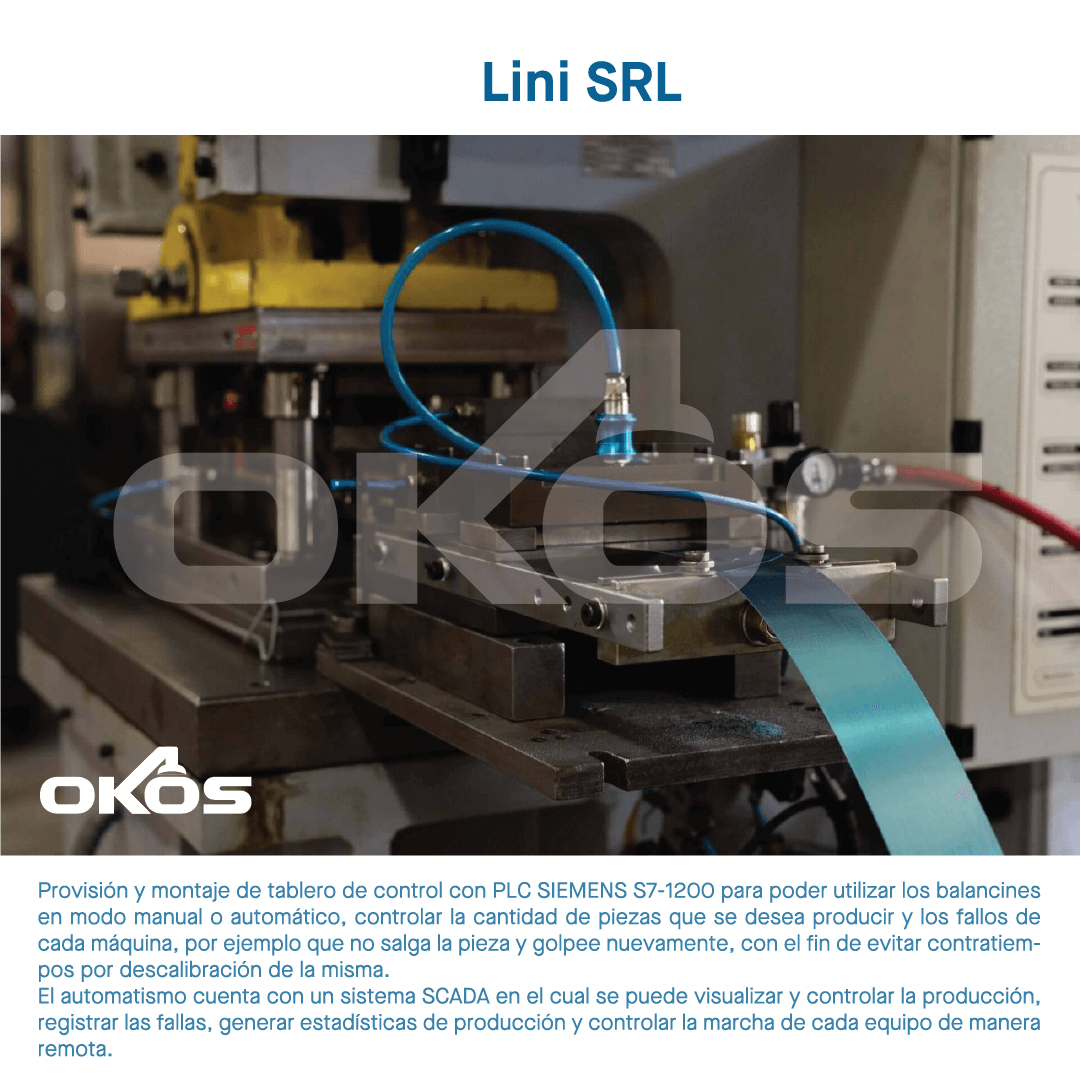 Lini SRL
OKOS
OKOS
Provisión y montaje de tablero de control con PLC SIEMENS S7-1200 para poder utilizar los balancines
en modo manual o automático, controlar la cantidad de piezas que se desea producir y los fallos de
cada máquina, por ejemplo que no salga la pieza y golpee nuevamente, con el fin de evitar contratiem-
pos por descalibración de la misma.
El automatismo cuenta con un sistema SCADA en el cual se puede visualizar y controlar la producción,
registrar las fallas, generar estadísticas de producción y controlar la marcha de cada equipo de manera
remota.